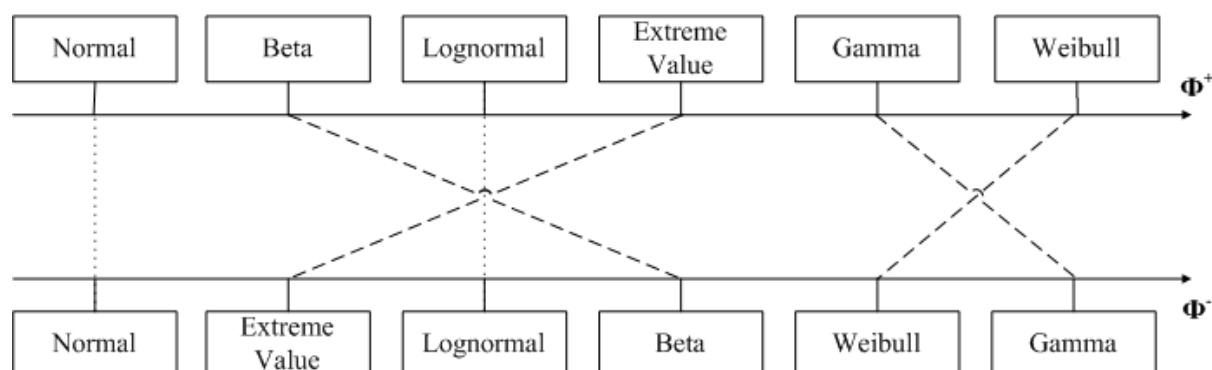 Normal
Beta
Lognormal
Extreme
Value
Gamma
Weibull
Φ+
Φ-
Normal
Extreme
Value
Lognormal
Beta
Weibull
Gamma